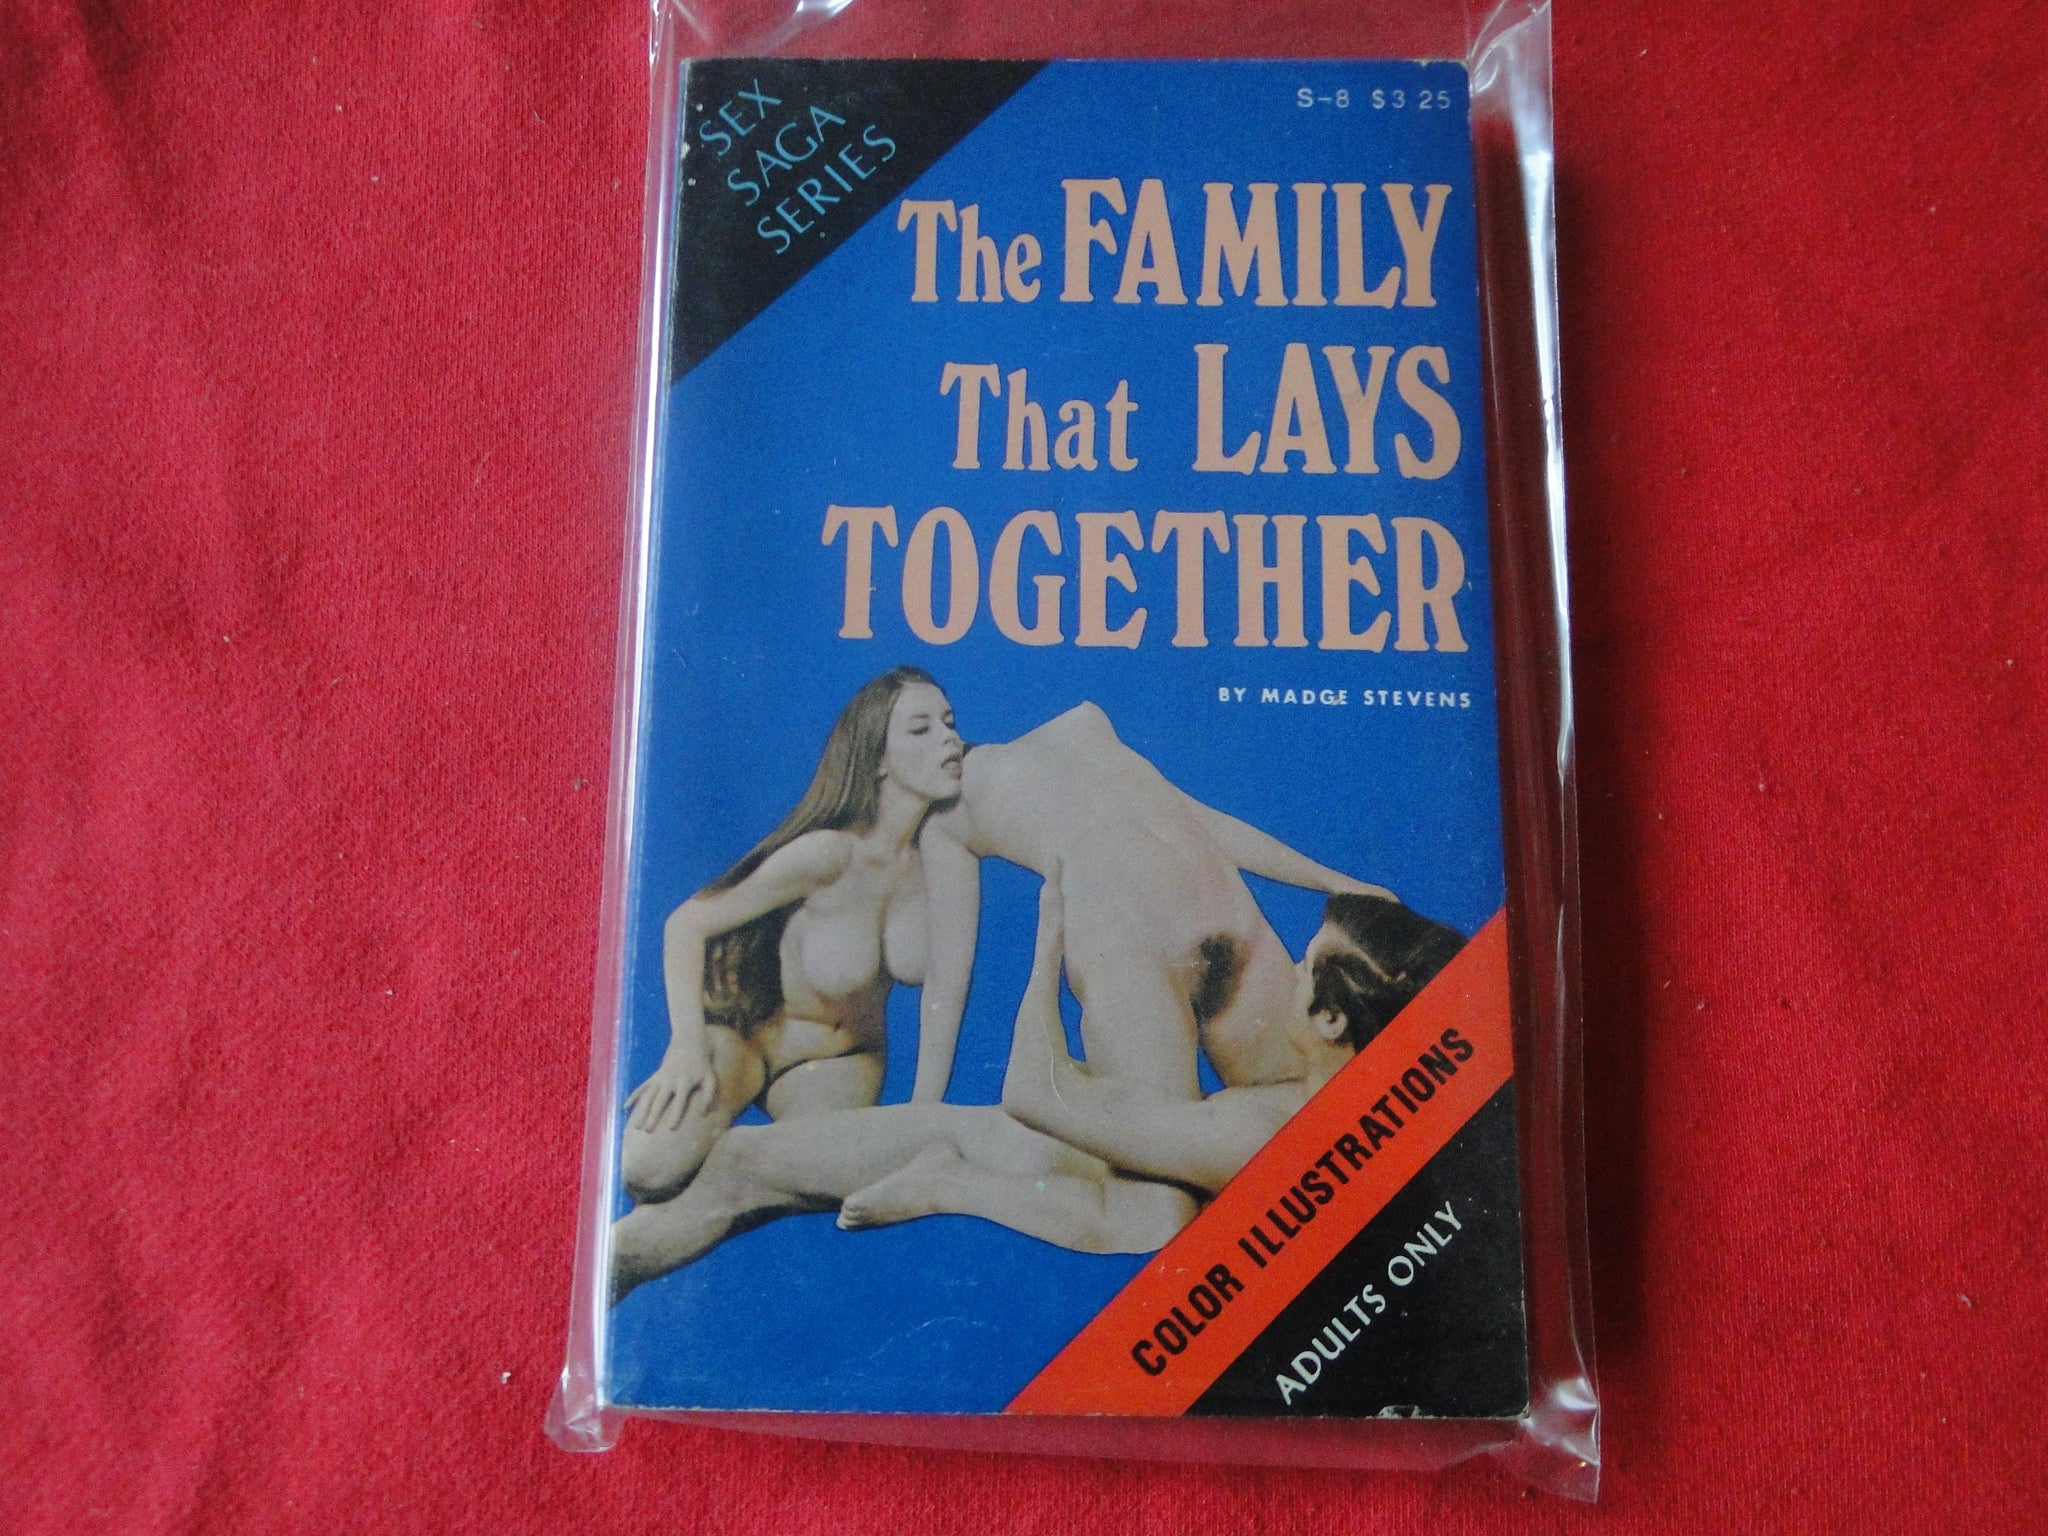 SEX
SAGA
SERIES
S-8 $3 25
The FAMILY
That LAYS
TOGETHER
BY MADGE STEVENS
COLOR ILLUSTRATIONS
ADULTS ONLY